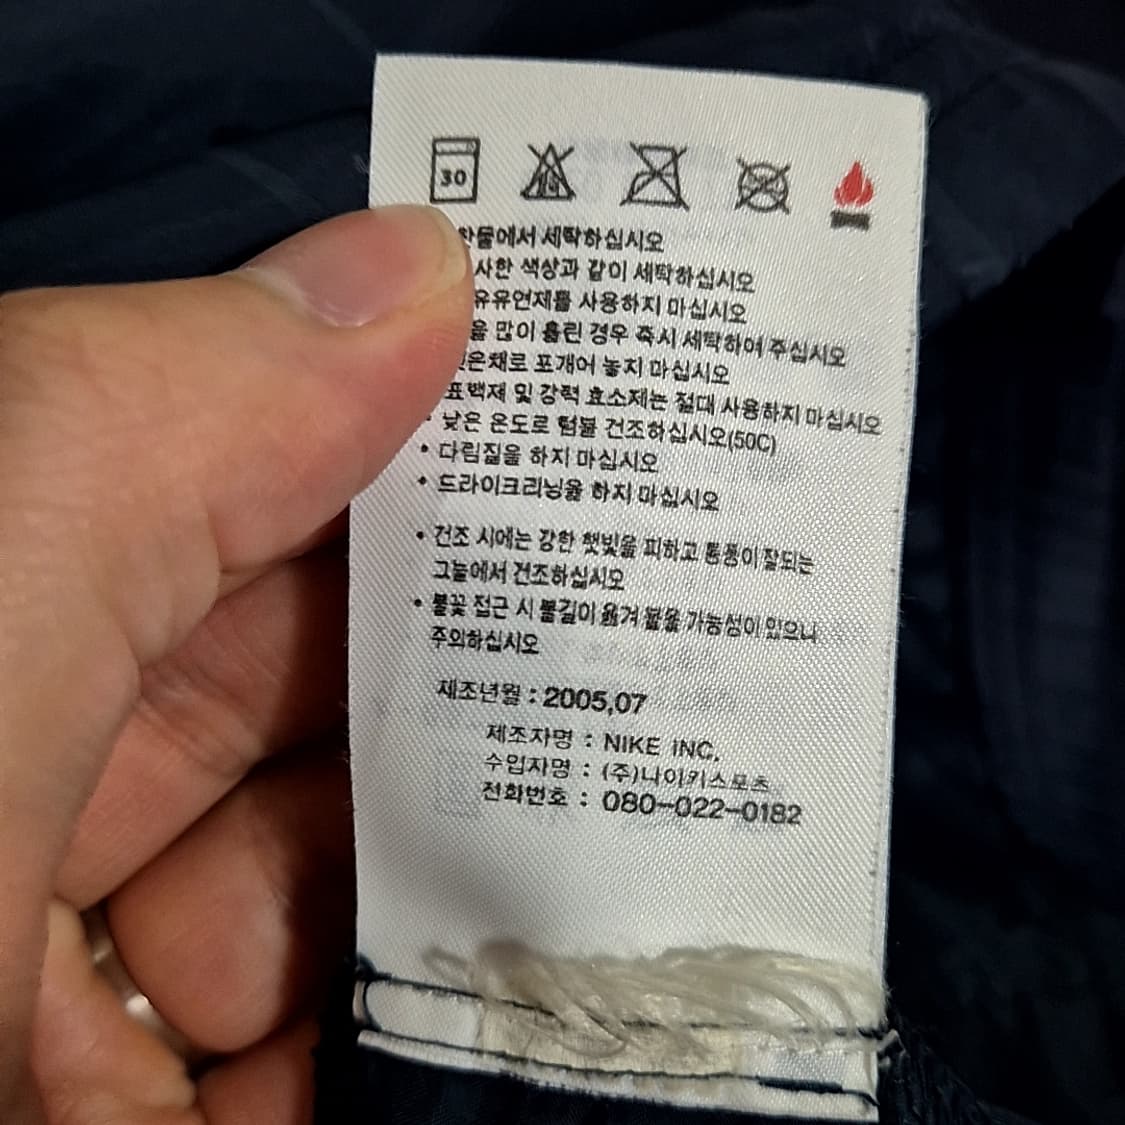 30
에서 세탁하십시오
사한 색상과 같이 세탁하십시오
유유연제를 사용하지 마십시오
을 많이 흘린 경우 즉시 세탁하여 주십시오
은채로 포개어 놓지 마십시오
표백제 및 강력 효소제는 절대 사용하지 마십시오
• 낮은 온도로 텀블 건조하십시오(50C)
• 다림질을 하지 마십시오
• 드라이크리닝을 하지 마십시오
• 건조 시에는 강한 햇빛을 피하고 통풍이 잘되는
그늘에서 건조하십시오
• 불꽃 접근 시 불길이 옮겨 붙을 가능성이 있으니
주의하십시오
제조년월 : 2005,07
제조자명 : NIKE INC.
수입자명 : (주)나이키스포츠
전화번호 : 080-022-0182